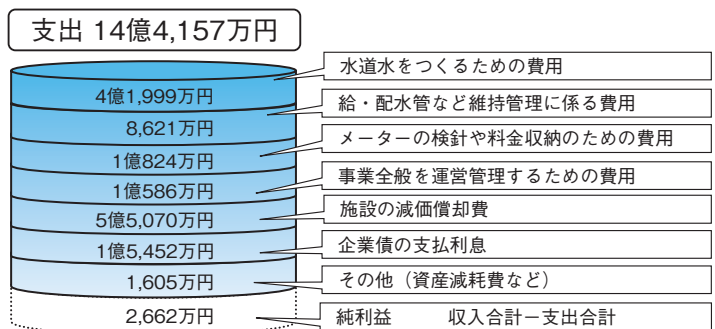 支出 14億4,157万円
4億1,999万円 水道水をつくるための費用
8,621万円 給・配水管など維持管理に係る費用
1億824万円 メーターの検針や料金収納のための費用
1億586万円 事業全般を運営管理するための費用
5億5,070万円 施設の減価償却費
1億5,452万円 企業債の支払利息
1,605万円 その他（資産減耗費など）
2,662万円 純利益 収入合計－支出合計